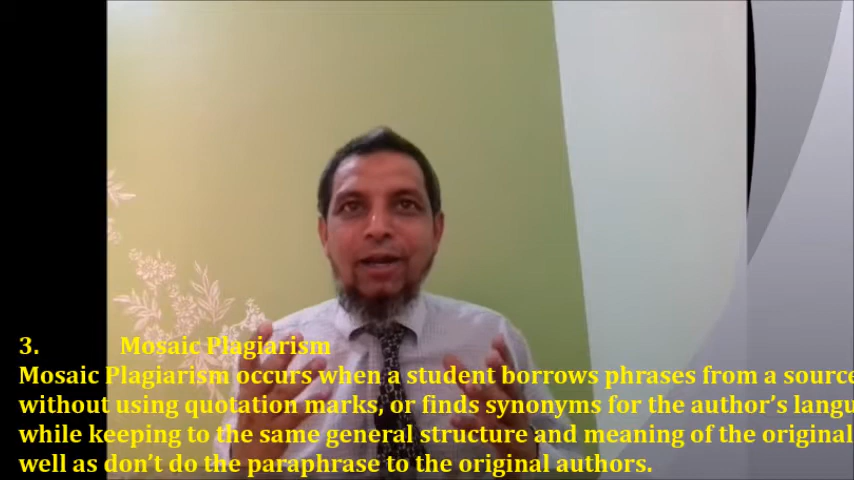 3. Mosaic Plagiarism
Mosaic Plagiarism occurs when a student borrows phrases from a source
without using quotation marks, or finds synonyms for the author's langu
while keeping to the same general structure and meaning of the original
well as don't do the paraphrase to the original authors.